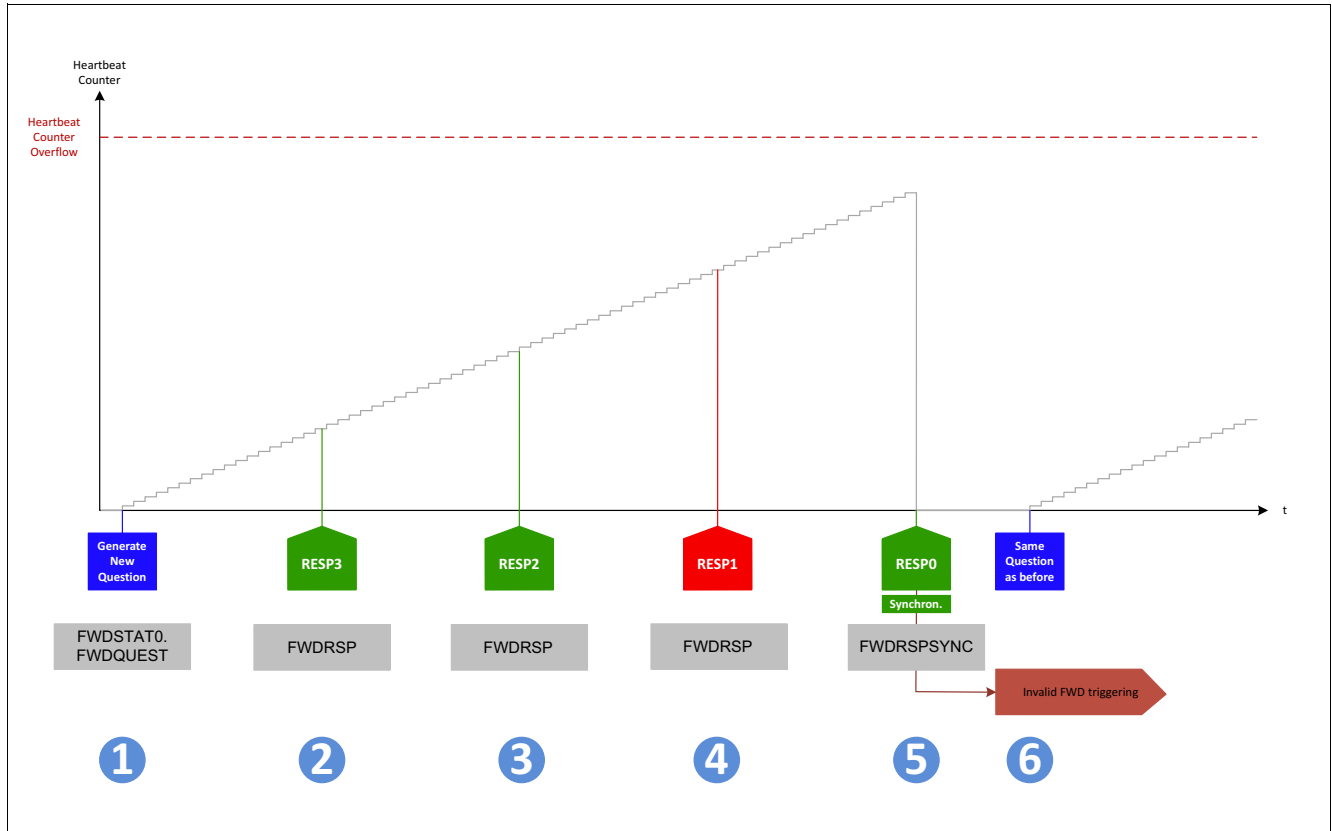 Heartbeat
Counter
Heartbeat
Counter
Overflow
t
Generate
New
Question
RESP3
RESP2
RESP1
RESP0
Same
Question
as before
Synchron.
FWDSTAT0.
FWDQUEST
FWDRSP
FWDRSP
FWDRSP
FWDRSPSYNC
Invalid FWD triggering
1
2
3
4
5
6